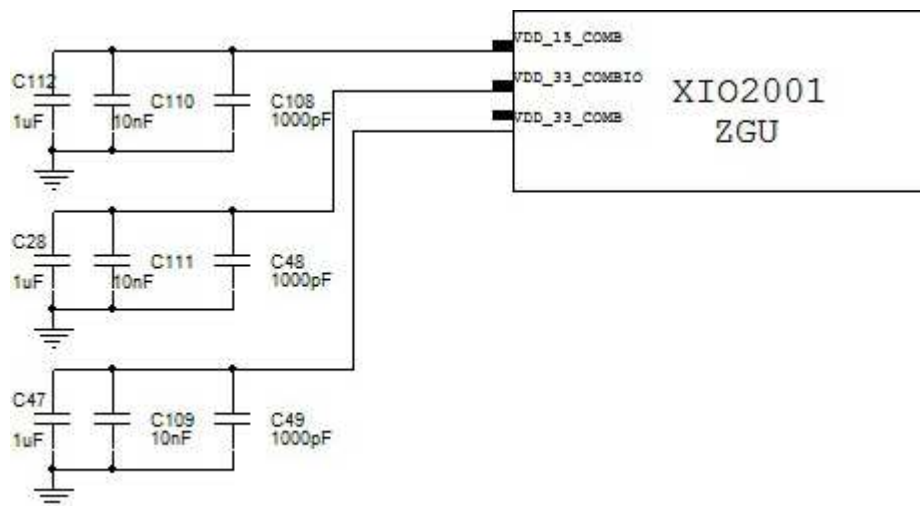 VDD_15_COMB
VDD_33_COMBIO
VDD_33_COMB
XIO2001
ZGU
C112
1uF
C110
10nF
C108
1000pF
C28
1uF
C111
10nF
C48
1000pF
C47
1uF
C109
10nF
C49
1000pF